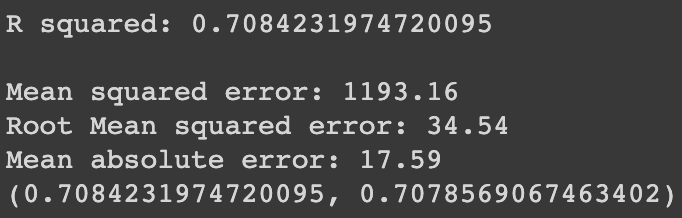 R squared: 0.7084231974720095
Mean squared error: 1193.16
Root Mean squared error: 34.54
Mean absolute error: 17.59
(0.7084231974720095, 0.7078569067463402)